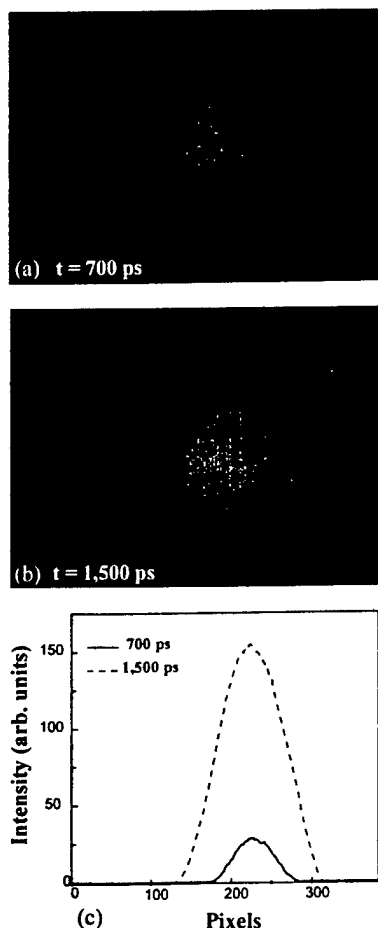 (a) t = 700 ps
(b) t = 1,500 ps
Intensity (arb. units)
150
100
50
0
700 ps
1,500 ps
0
100
200
300
(c)
Pixels